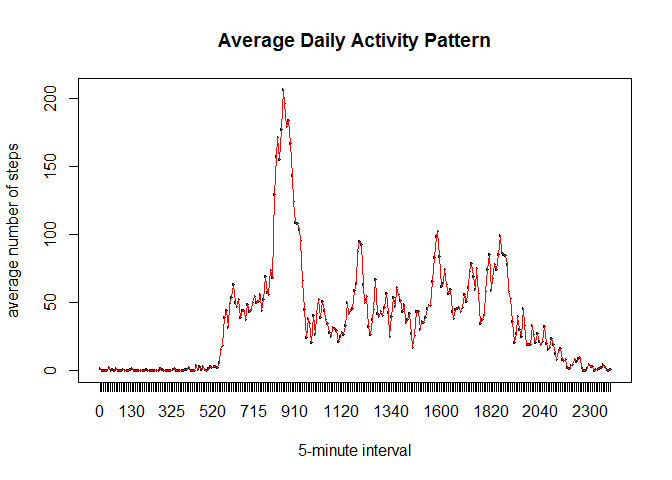 Average Daily Activity Pattern
average number of steps
200
150
100
50
0
0 130 325 520 715 910 1120 1340 1600 1820 2040 2300
5-minute interval